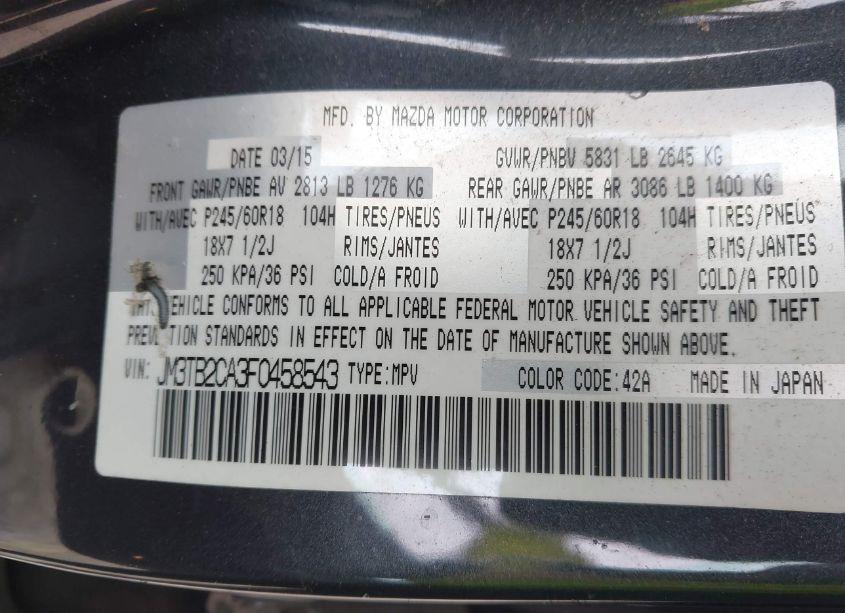 MFD. BY MAZDA MOTOR CORPORATION
DATE 03/15 GVWR/PNBV 5831 LB 2645 KG
FRONT GAWR/PNBE AV 2813 LB 1276 KG REAR GAWR/PNBE AR 3086 LB 1400 KG
WITH/AVEC P245/60R18 104H TIRES/PNEUS WITH/AVEC P245/60R18 104H TIRES/PNEUS
18X7 1/2J RIMS/JANTES 18X7 1/2J RIMS/JANTES
250 KPA/36 PSI COLD/A FROID 250 KPA/36 PSI COLD/A FROID
THIS VEHICLE CONFORMS TO ALL APPLICABLE FEDERAL MOTOR VEHICLE SAFETY AND THEFT
PREVENTION STANDARDS IN EFFECT ON THE DATE OF MANUFACTURE SHOWN ABOVE.
VIN: JM3TB2CA3F0458543 TYPE:MPV COLOR CODE:42A MADE IN JAPAN